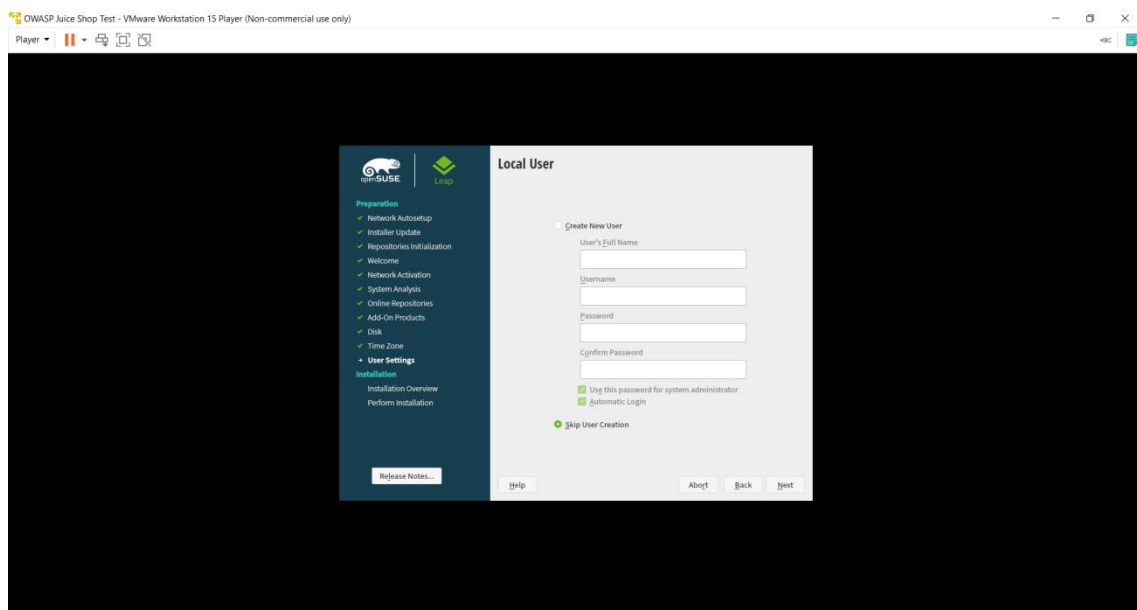 OWASP Juice Shop Test - VMware Workstation 15 Player (Non-commercial use only)
Player
openSUSE
Leap
Preparation
Network Autosetup
Installer Update
Repositories Initialization
Welcome
Network Activation
System Analysis
Online Repositories
Add-On Products
Disk
Time Zone
User Settings
Installation
Installation Overview
Perform Installation
Release Notes...
Local User
Create New User
User's Full Name
Username
Password
Confirm Password
Use this password for system administrator
Automatic Login
Skip User Creation
Help
Abort
Back
Next